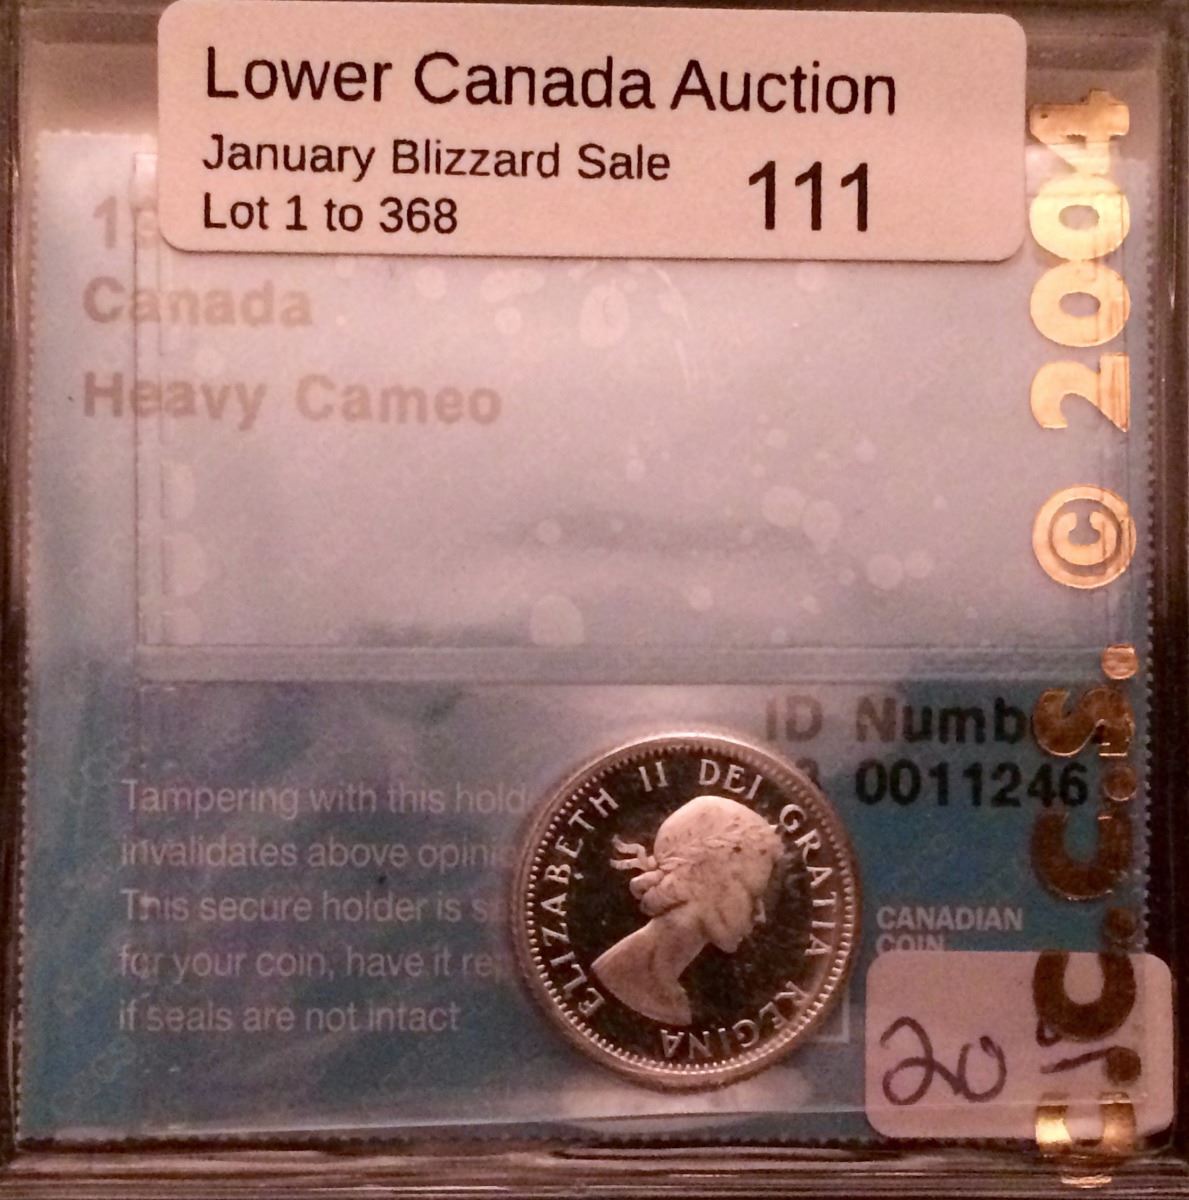 Lower Canada Auction
January Blizzard Sale
Lot 1 to 368
111
Canada
Heavy Cameo
ID Numb
0011246
Tampering with this hold
invalidates above opini
This secure holder is s
for your coin, have it re
if seals are not intact
CANADIAN
COIN
ELIZABETH II DEI GRATIA REGINA
20
C.C.C.S. © 2004